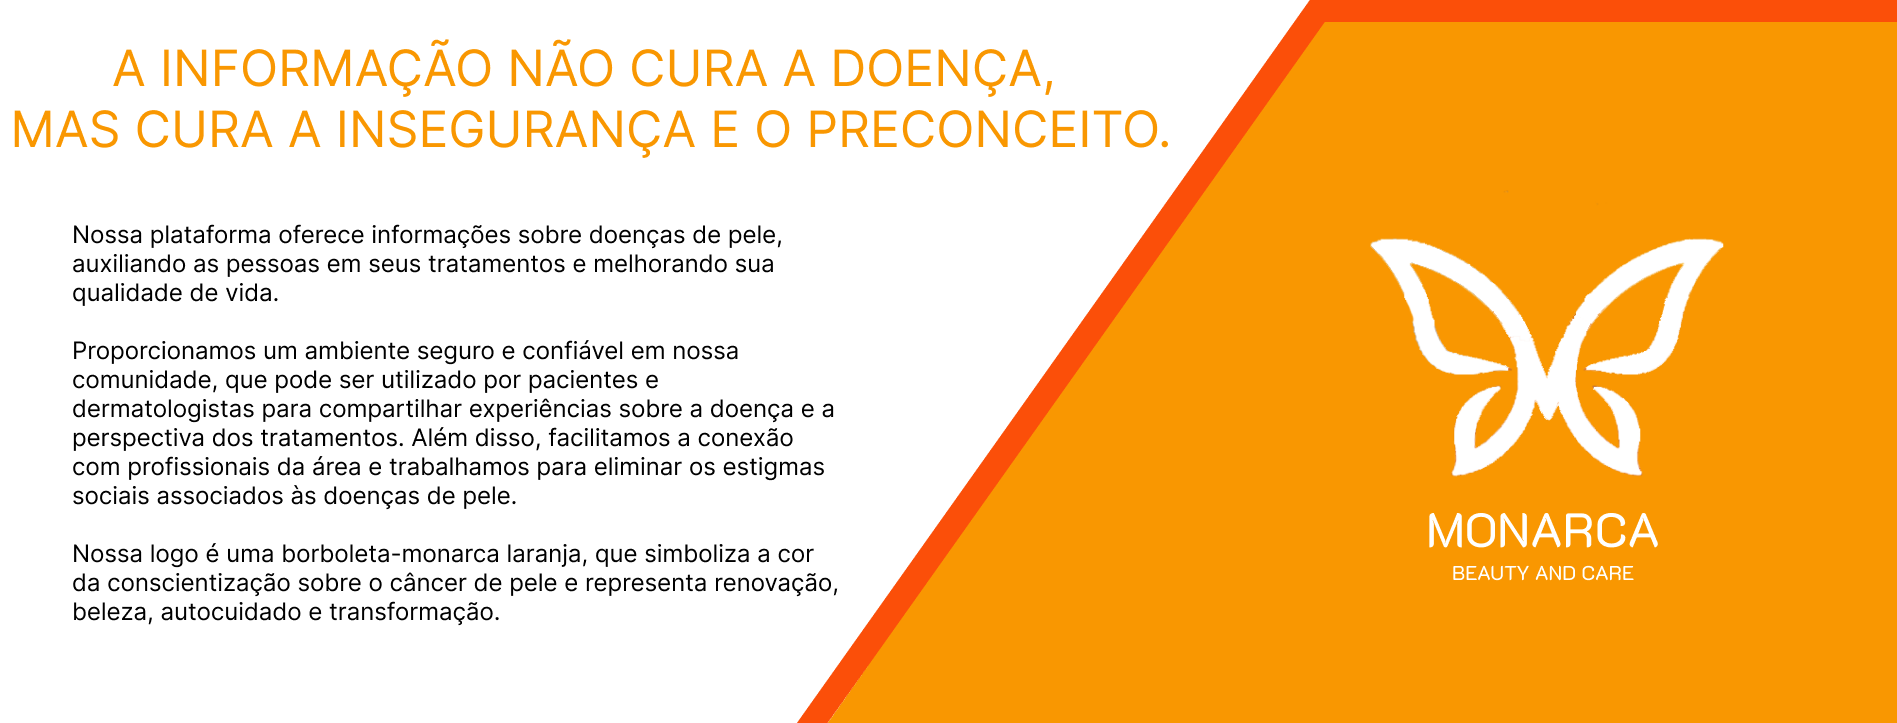 A INFORMAÇÃO NÃO CURA A DOENÇA,
MAS CURA A INSEGURANÇA E O PRECONCEITO.
Nossa plataforma oferece informações sobre doenças de pele,
auxiliando as pessoas em seus tratamentos e melhorando sua
qualidade de vida.
Proporcionamos um ambiente seguro e confiável em nossa
comunidade, que pode ser utilizado por pacientes e
dermatologistas para compartilhar experiências sobre a doença e a
perspectiva dos tratamentos. Além disso, facilitamos a conexão
com profissionais da área e trabalhamos para eliminar os estigmas
sociais associados às doenças de pele.
Nossa logo é uma borboleta-monarca laranja, que simboliza a cor
da conscientização sobre o câncer de pele e representa renovação,
beleza, autocuidado e transformação.
MONARCA
BEAUTY AND CARE